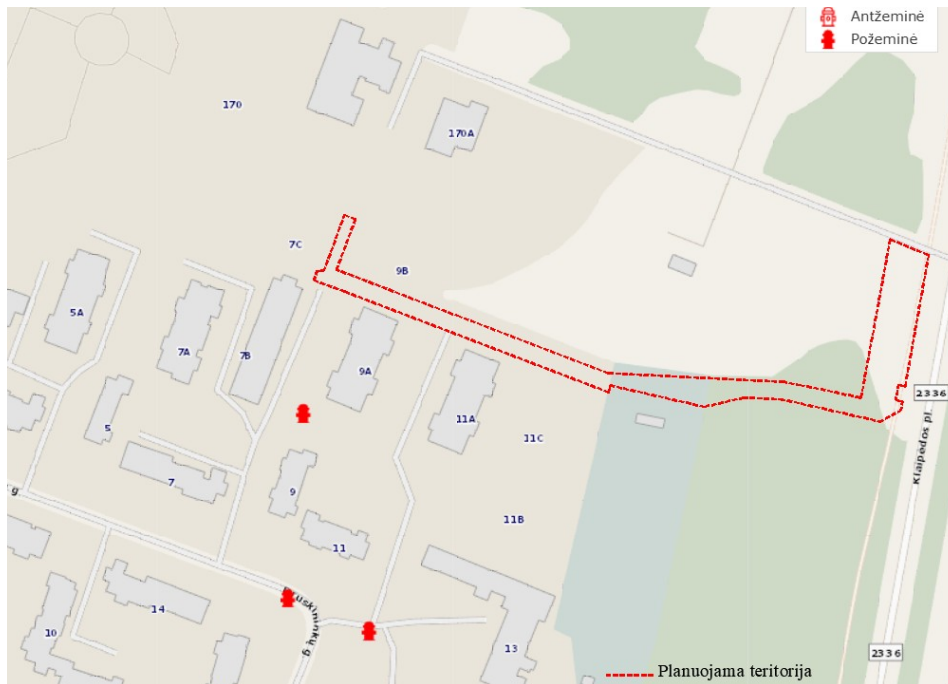 Antžeminė
Požeminė
170
170A
7C
9B
5A
7A
7B
9A
11A
11C
2336
Klaipėdos pl.
5
7
9
11
11B
g
Druskininkų g.
14
10
13
2336
Planuojama teritorija